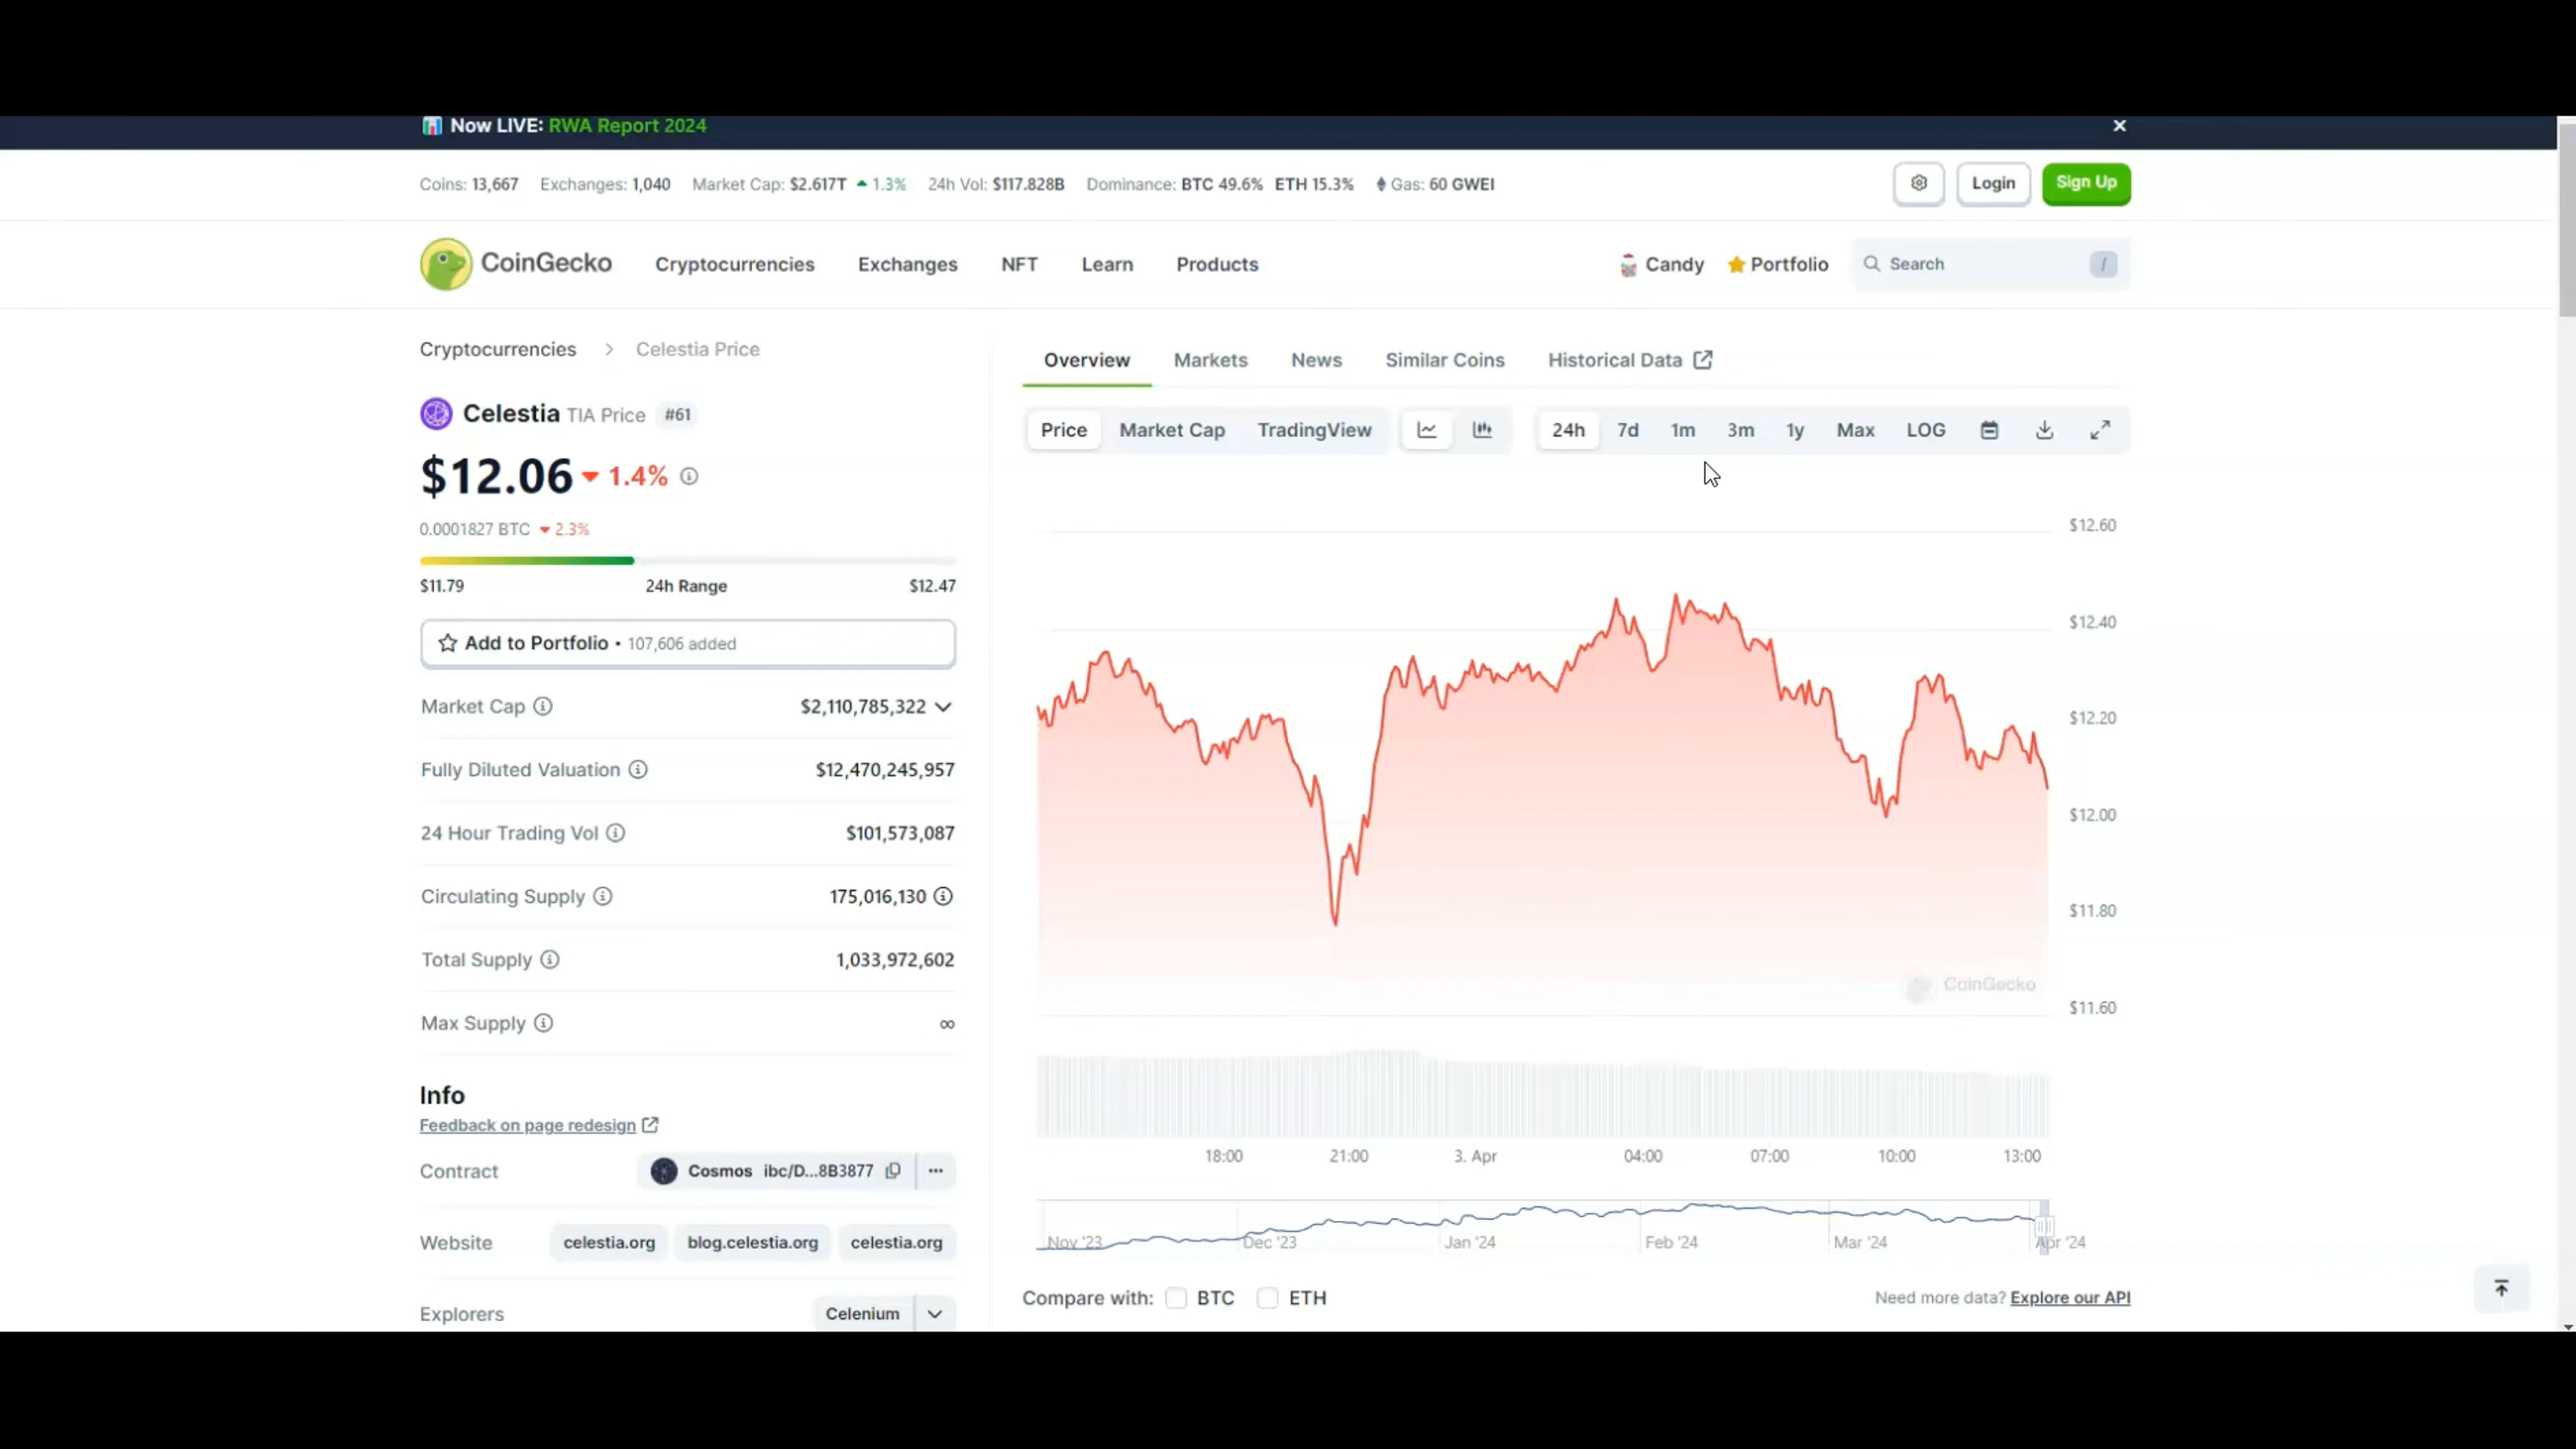 Now LIVE: RWA Report 2024
Coins: 13,667 Exchanges: 1,040 Market Cap: $2.617T 1.3% 24h Vol: $117.828B Dominance: BTC 49.6% ETH 15.3% Gas: 60 GWEI
Login
Sign Up
CoinGecko
Cryptocurrencies Exchanges NFT Learn Products
Candy Portfolio
Search /
Cryptocurrencies > Celestia Price
Celestia TIA Price #61
$12.06 1.4%
0.0001827 BTC 2.3%
$11.79 24h Range $12.47
Add to Portfolio • 107,606 added
Market Cap $2,110,785,322
Fully Diluted Valuation $12,470,245,957
24 Hour Trading Vol $101,573,087
Circulating Supply 175,016,130
Total Supply 1,033,972,602
Max Supply ∞
Info
Feedback on page redesign
Contract Cosmos ibc/D...8B3877 ...
Website celestia.org blog.celestia.org celestia.org
Explorers Celenium
Overview Markets News Similar Coins Historical Data
Price Market Cap TradingView
24h 7d 1m 3m 1y Max LOG
$12.60
$12.40
$12.20
$12.00
$11.80
$11.60
CoinGecko
18:00 21:00 3. Apr 04:00 07:00 10:00 13:00
Nov '23 Dec '23 Jan '24 Feb '24 Mar '24 Apr '24
Compare with: BTC ETH
Need more data? Explore our API